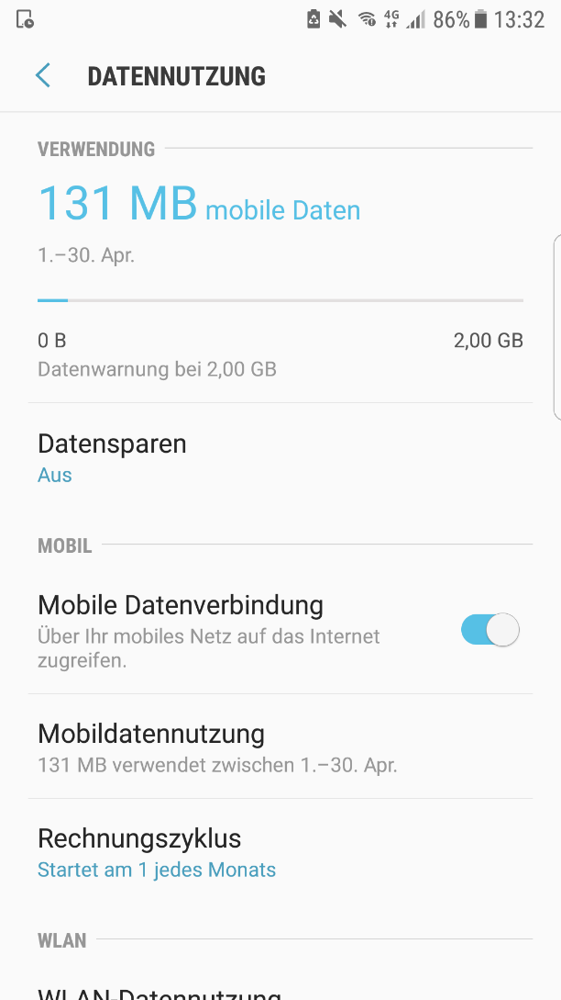 4G 86% 13:32
DATENNUTZUNG
VERWENDUNG
131 MB mobile Daten
1.–30. Apr.
0 B 2,00 GB
Datenwarnung bei 2,00 GB
Datensparen
Aus
MOBIL
Mobile Datenverbindung
Über Ihr mobiles Netz auf das Internet
zugreifen.
Mobildatennutzung
131 MB verwendet zwischen 1.–30. Apr.
Rechnungszyklus
Startet am 1 jedes Monats
WLAN
WLAN-Datennutzung